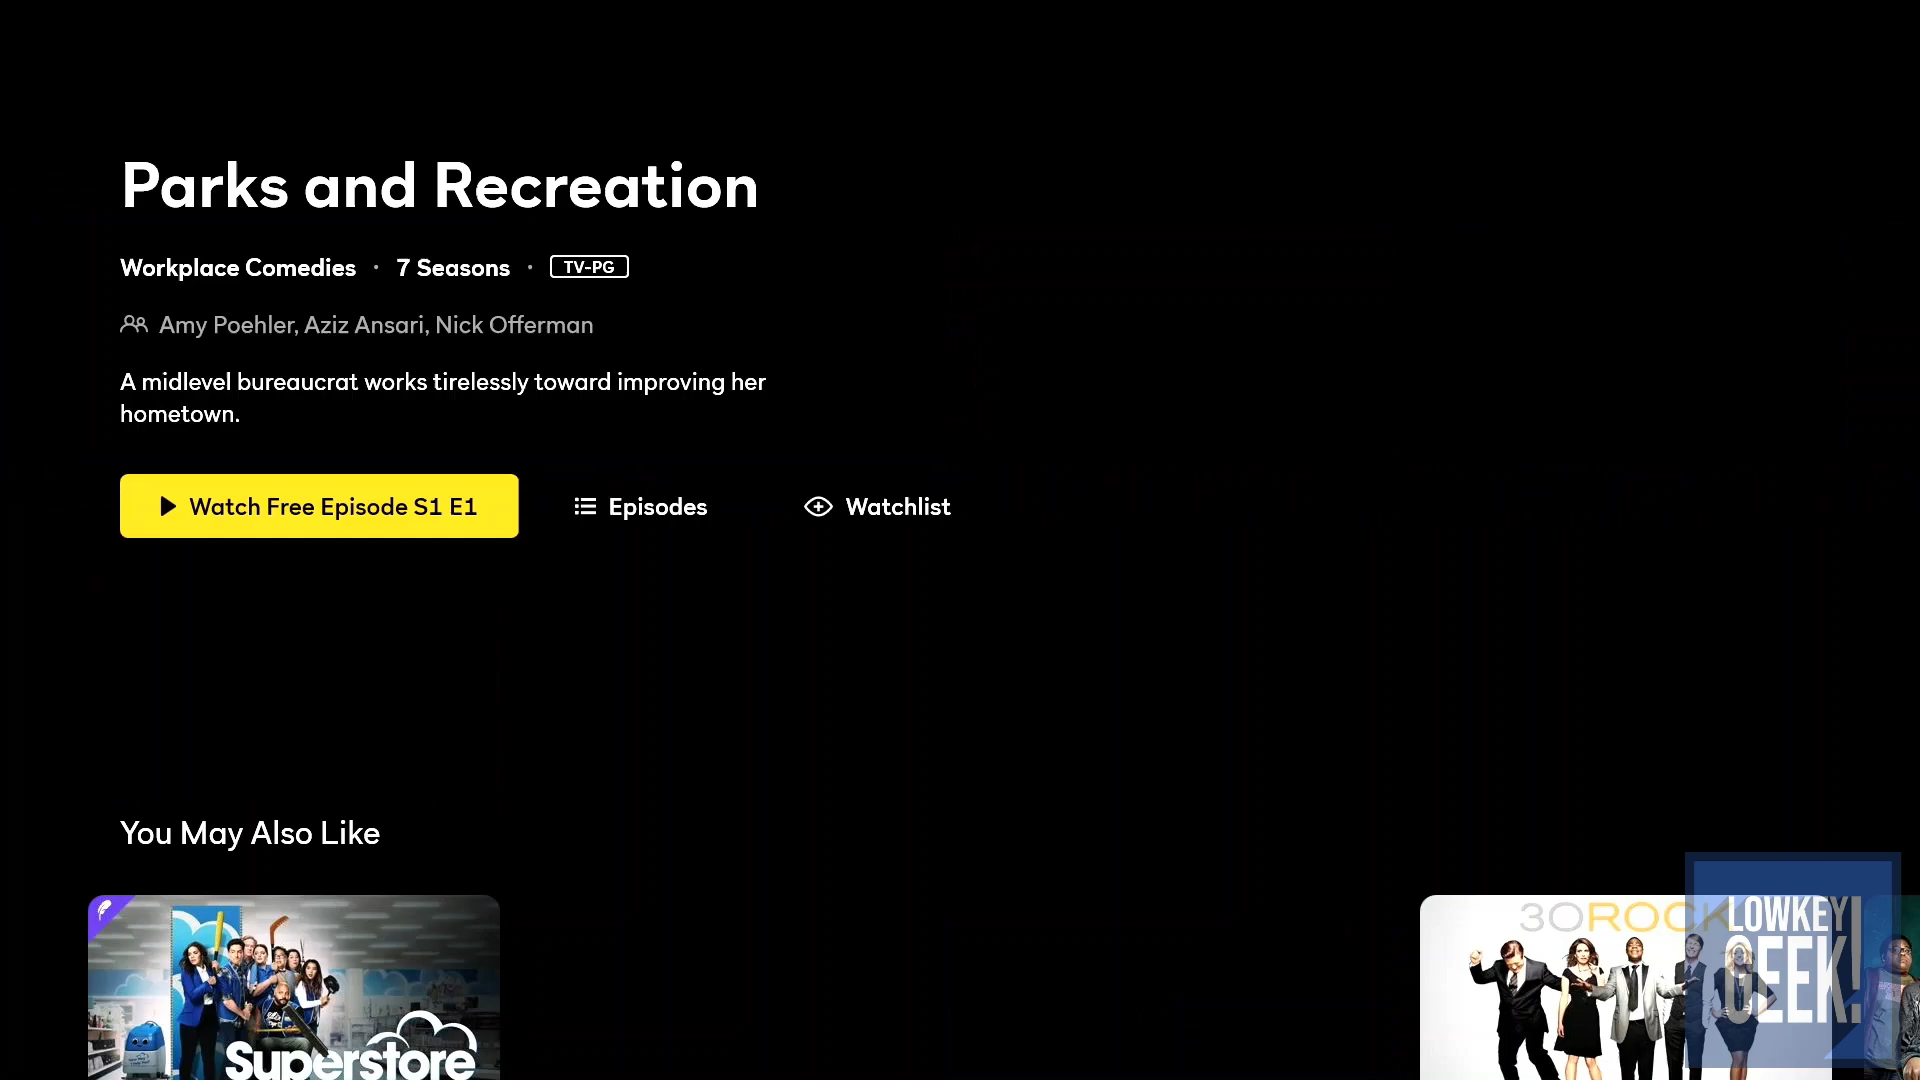 Parks and Recreation
Workplace Comedies · 7 Seasons · TV-PG
Amy Poehler, Aziz Ansari, Nick Offerman
A midlevel bureaucrat works tirelessly toward improving her
hometown.
Watch Free Episode S1 E1
Episodes
Watchlist
You May Also Like
Superstore
30ROCK
LOWKEY
GEEK!